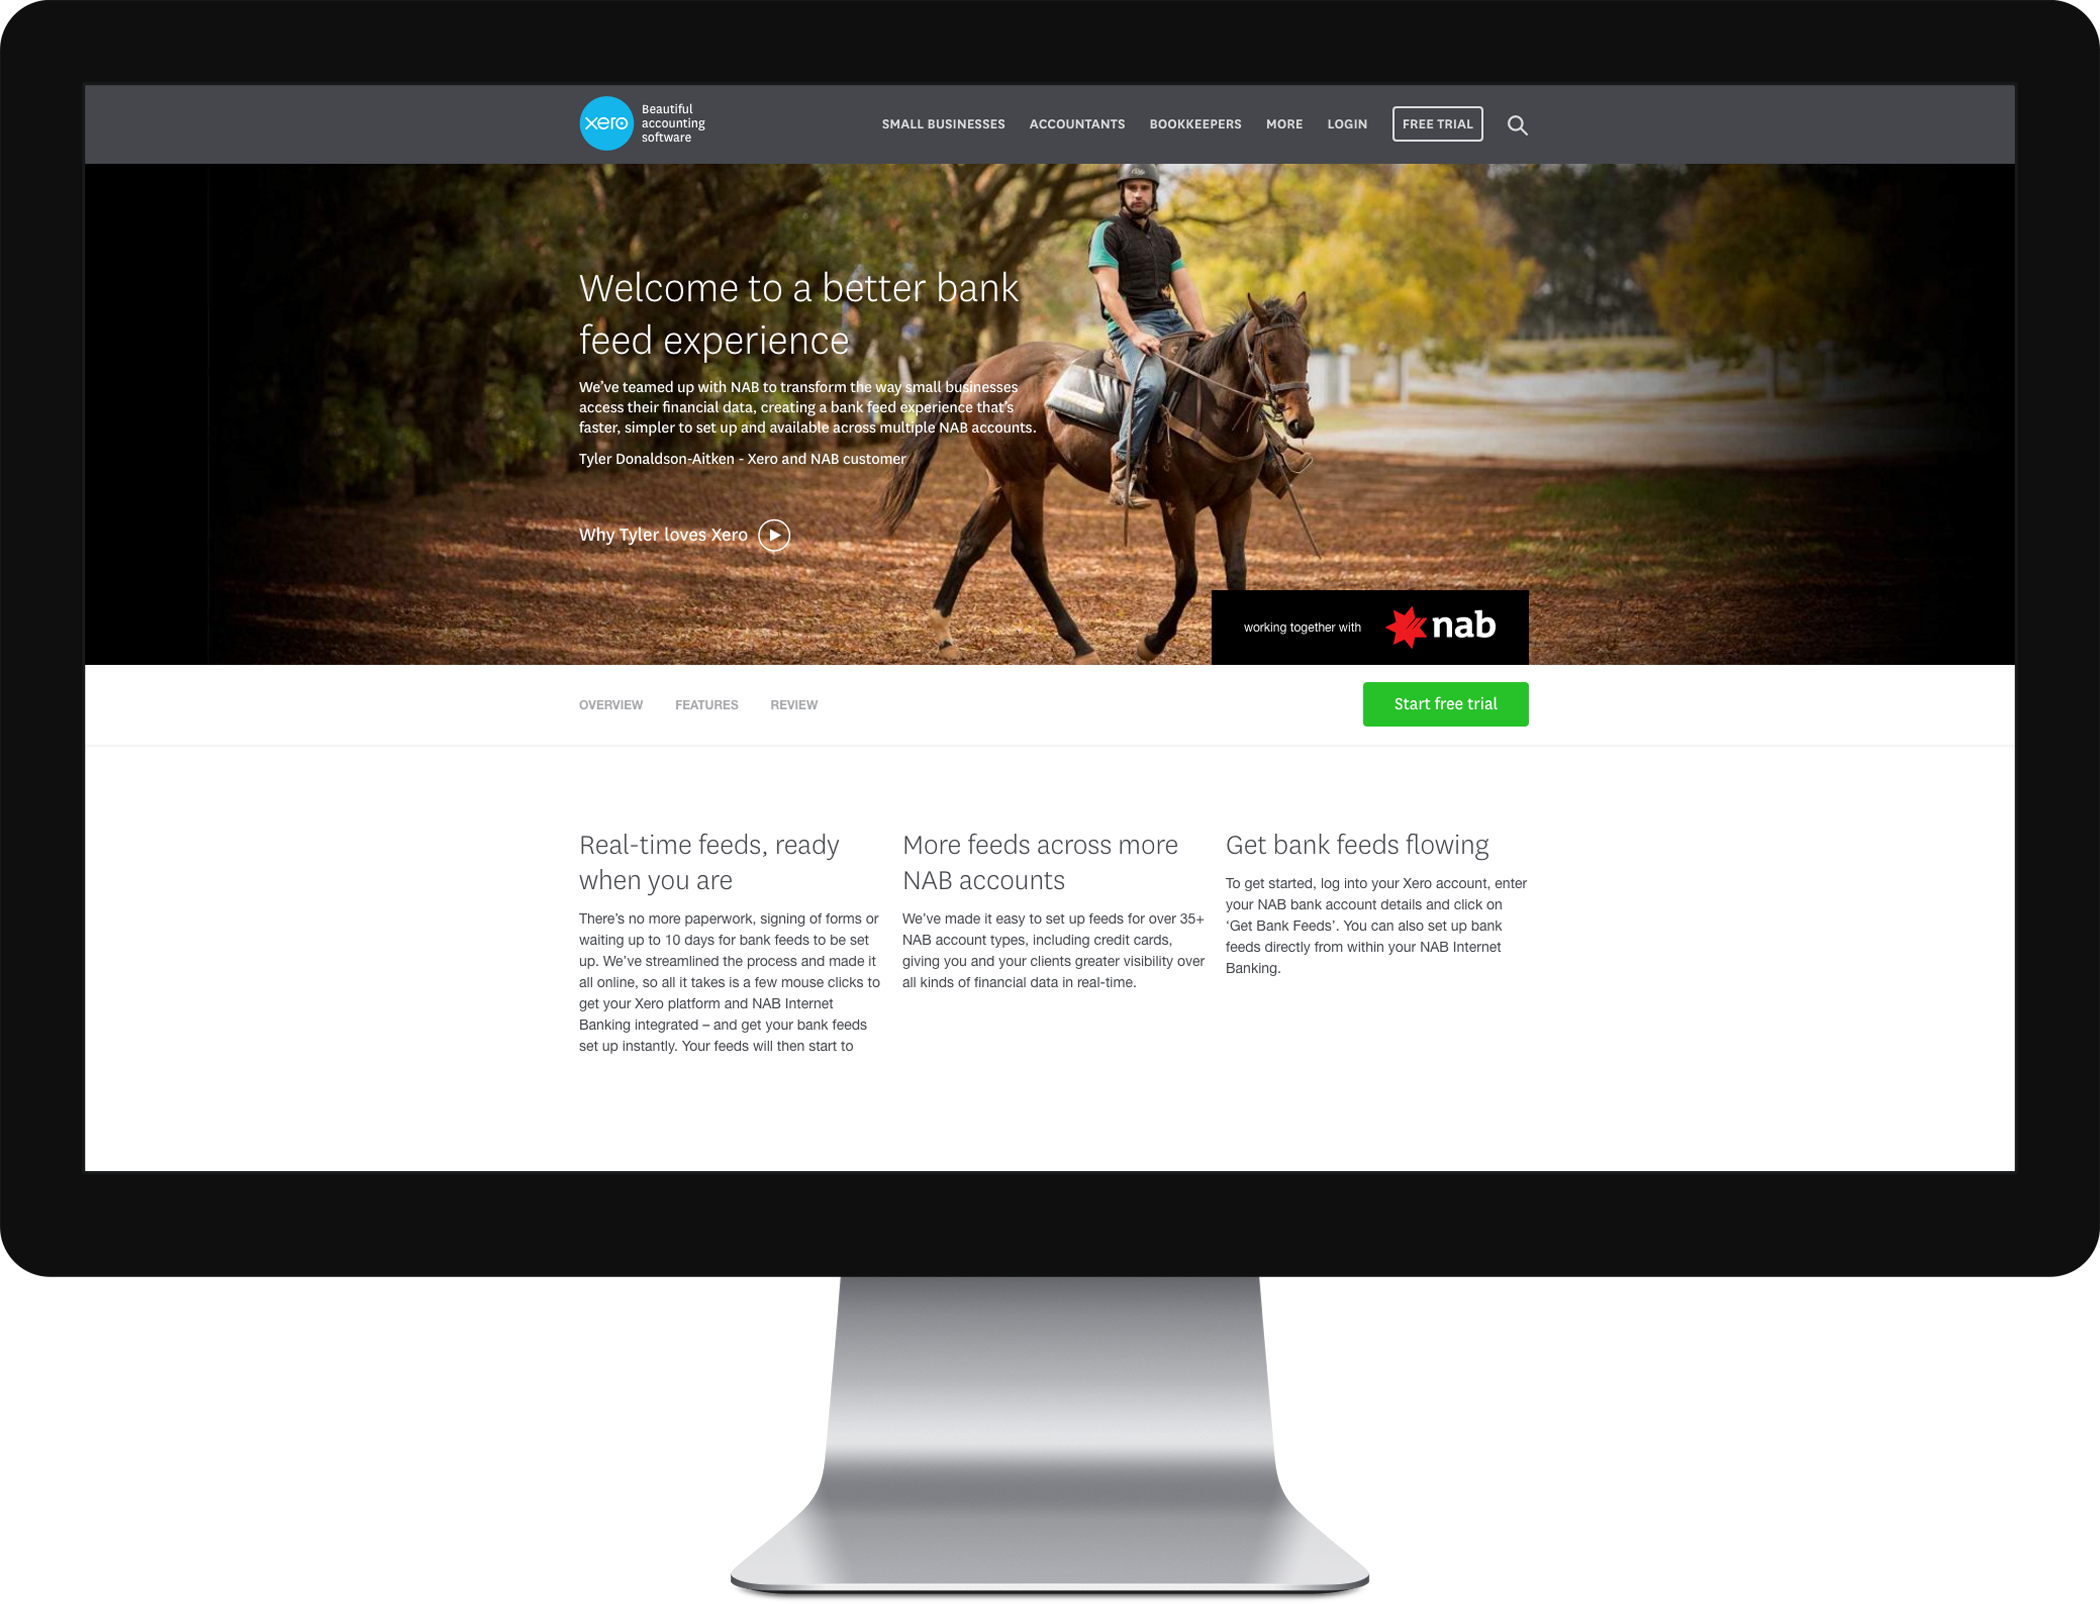 xero
Beautiful
accounting
software
SMALL BUSINESSES
ACCOUNTANTS
BOOKKEEPERS
MORE
LOGIN
FREE TRIAL
Welcome to a better bank
feed experience
We’ve teamed up with NAB to transform the way small businesses
access their financial data, creating a bank feed experience that’s
faster, simpler to set up and available across multiple NAB accounts.
Tyler Donaldson-Aitken - Xero and NAB customer
Why Tyler loves Xero
working together with
nab
OVERVIEW
FEATURES
REVIEW
Start free trial
Real-time feeds, ready
when you are
There’s no more paperwork, signing of forms or
waiting up to 10 days for bank feeds to be set
up. We’ve streamlined the process and made it
all online, so all it takes is a few mouse clicks to
get your Xero platform and NAB Internet
Banking integrated – and get your bank feeds
set up instantly. Your feeds will then start to
More feeds across more
NAB accounts
We’ve made it easy to set up feeds for over 35+
NAB account types, including credit cards,
giving you and your clients greater visibility over
all kinds of financial data in real-time.
Get bank feeds flowing
To get started, log into your Xero account, enter
your NAB bank account details and click on
‘Get Bank Feeds’. You can also set up bank
feeds directly from within your NAB Internet
Banking.